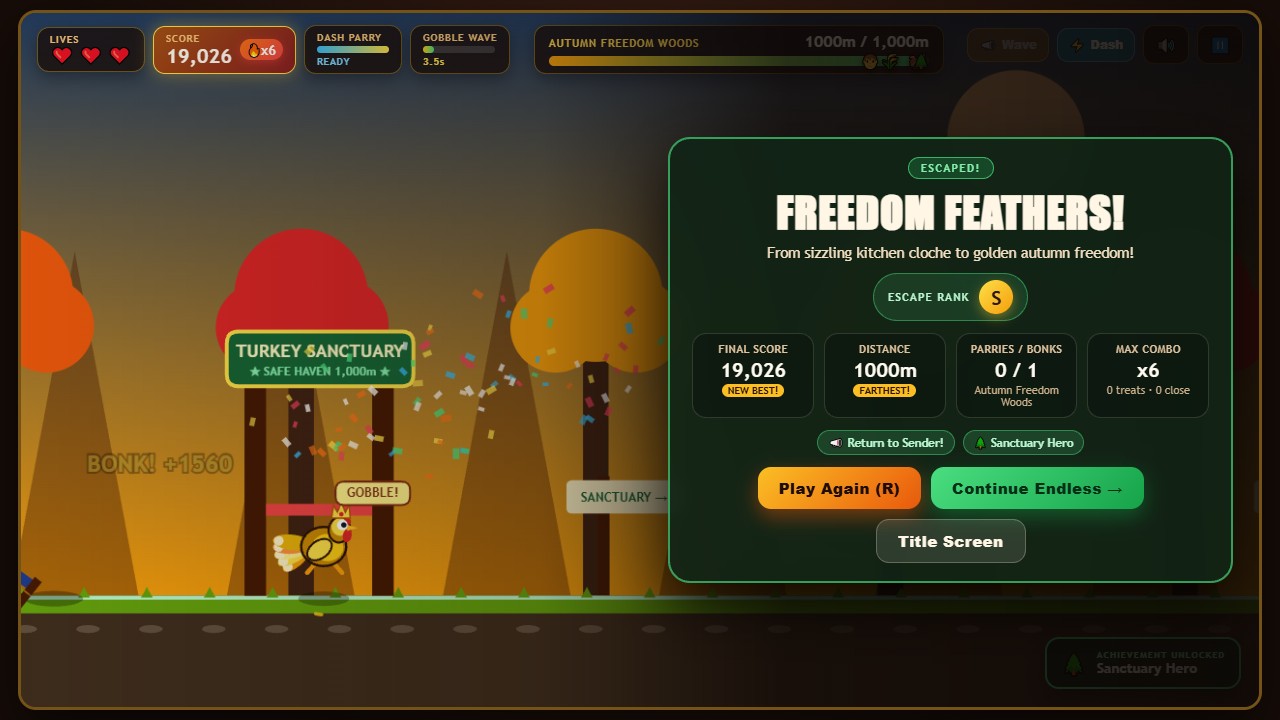 LIVES
SCORE
19,026
x6
DASH PARRY
READY
GOBBLE WAVE
3.5s
AUTUMN FREEDOM WOODS
1000m / 1,000m
Wave
Dash
ESCAPED!
FREEDOM FEATHERS!
From sizzling kitchen cloche to golden autumn freedom!
ESCAPE RANK
S
FINAL SCORE
19,026
NEW BEST!
DISTANCE
1000m
FARTHEST!
PARRIES / BONKS
0 / 1
Autumn Freedom
Woods
MAX COMBO
x6
0 treats • 0 close
Return to Sender!
Sanctuary Hero
Play Again (R)
Continue Endless →
Title Screen
TURKEY SANCTUARY
★ SAFE HAVEN 1,000m ★
BONK! +1560
GOBBLE!
SANCTUARY →
ACHIEVEMENT UNLOCKED
Sanctuary Hero